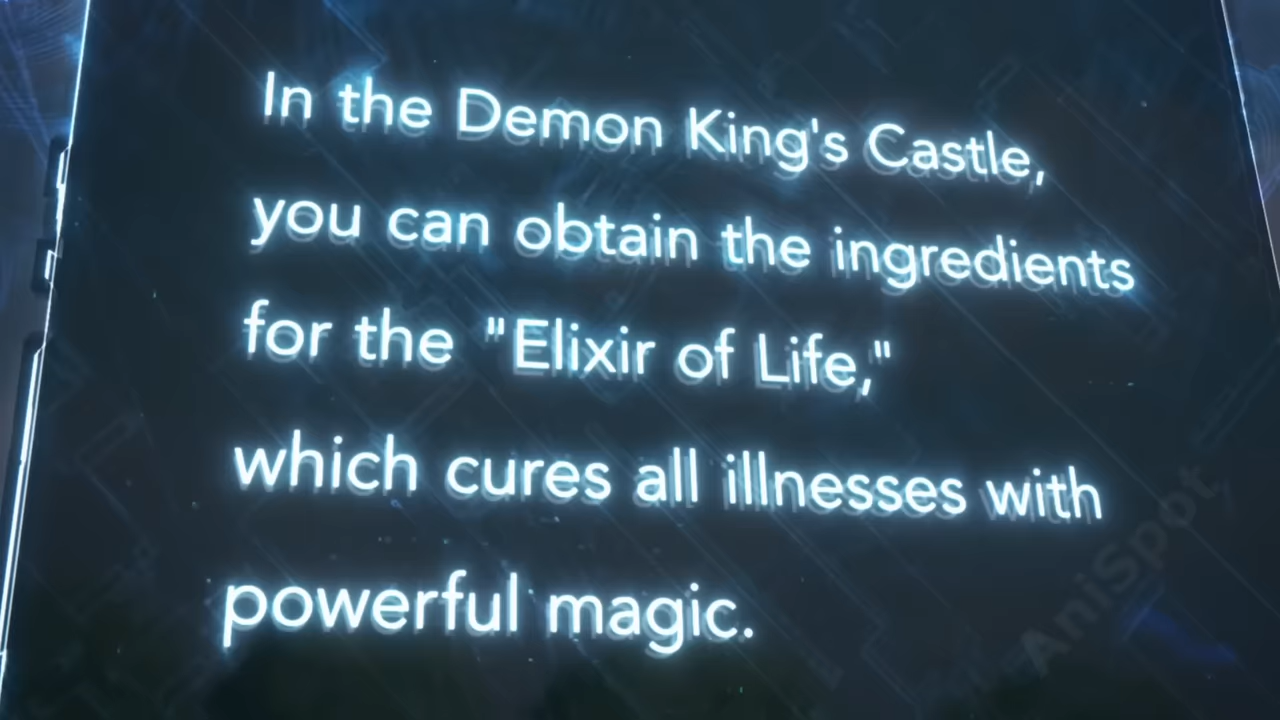 In the Demon King's Castle,
you can obtain the ingredients
for the "Elixir of Life,"
which cures all illnesses with
powerful magic.
AniSpot